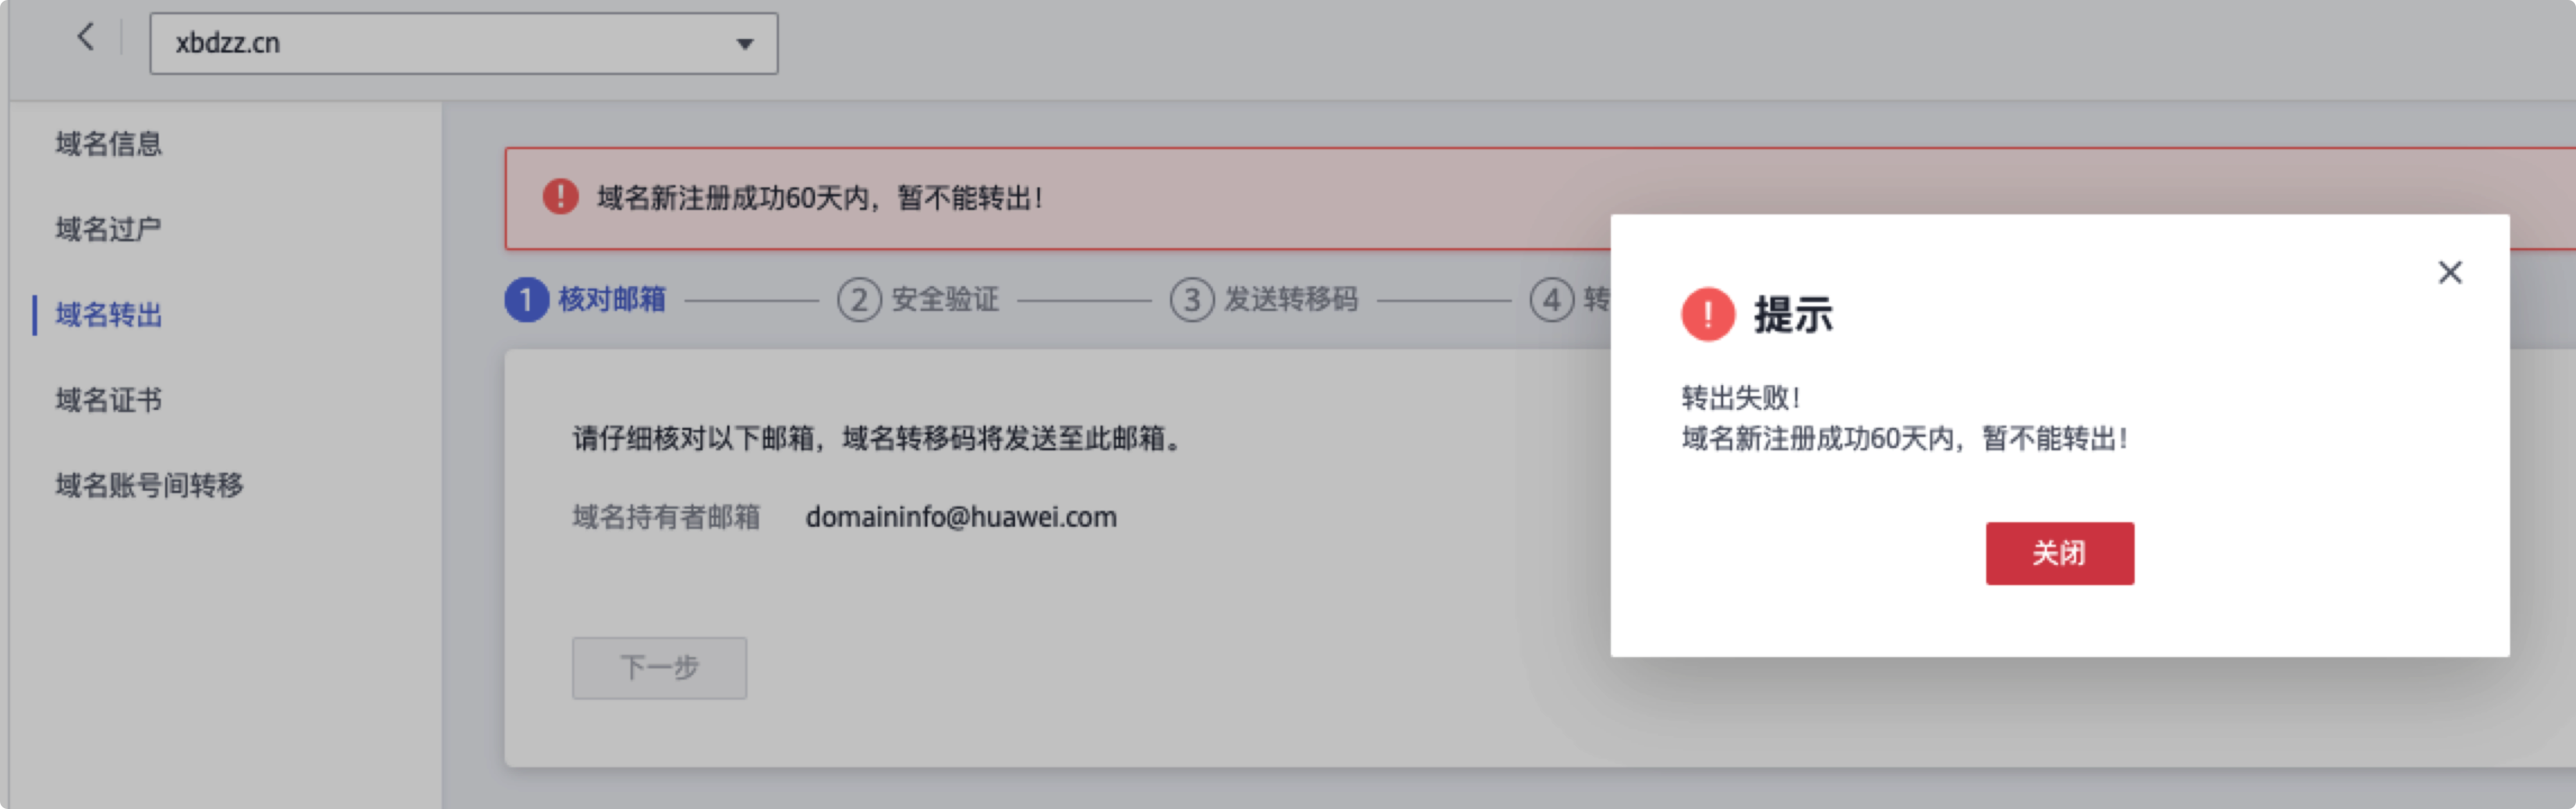 xbdzz.cn
域名信息
域名过户
域名转出
域名证书
域名账号间转移
域名新注册成功60天内，暂不能转出！
1 核对邮箱
2 安全验证
3 发送转移码
4 转
请仔细核对以下邮箱，域名转移码将发送至此邮箱。
域名持有者邮箱 domaininfo@huawei.com
下一步
提示
转出失败！
域名新注册成功60天内，暂不能转出！
关闭